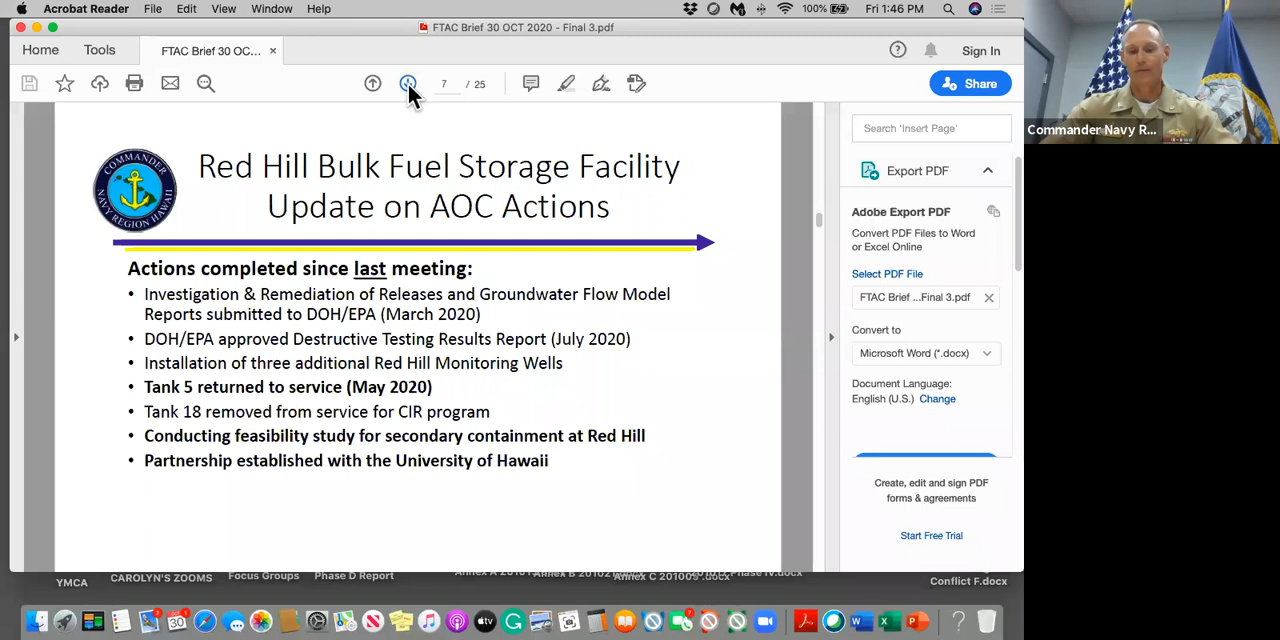 Acrobat Reader File Edit View Window Help 100% Fri 1:46 PM
FTAC Brief 30 OCT 2020 - Final 3.pdf
Home Tools FTAC Brief 30 OC... × Sign In
7 / 25 Share
COMMANDER
NAVY REGION HAWAII
Red Hill Bulk Fuel Storage Facility
Update on AOC Actions
Actions completed since last meeting:
• Investigation & Remediation of Releases and Groundwater Flow Model
Reports submitted to DOH/EPA (March 2020)
• DOH/EPA approved Destructive Testing Results Report (July 2020)
• Installation of three additional Red Hill Monitoring Wells
• Tank 5 returned to service (May 2020)
• Tank 18 removed from service for CIR program
• Conducting feasibility study for secondary containment at Red Hill
• Partnership established with the University of Hawaii
Search 'Insert Page'
Export PDF
Adobe Export PDF
Convert PDF Files to Word
or Excel Online
Select PDF File
FTAC Brief ...Final 3.pdf
Convert to
Microsoft Word (*.docx)
Document Language:
English (U.S.) Change
Create, edit and sign PDF
forms & agreements
Start Free Trial
Commander Navy R...
YMCA CAROLYN'S ZOOMS Focus Groups Phase D Report Conflict F.docx